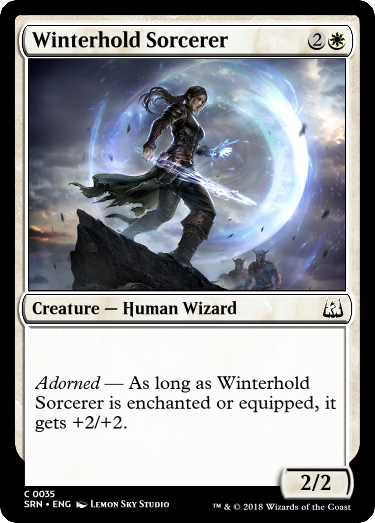 Winterhold Sorcerer 2
Creature — Human Wizard
Adorned — As long as Winterhold
Sorcerer is enchanted or equipped, it
gets +2/+2.
2/2
C 0035
SRN • ENG Lemon Sky Studio
™ & © 2018 Wizards of the Coast